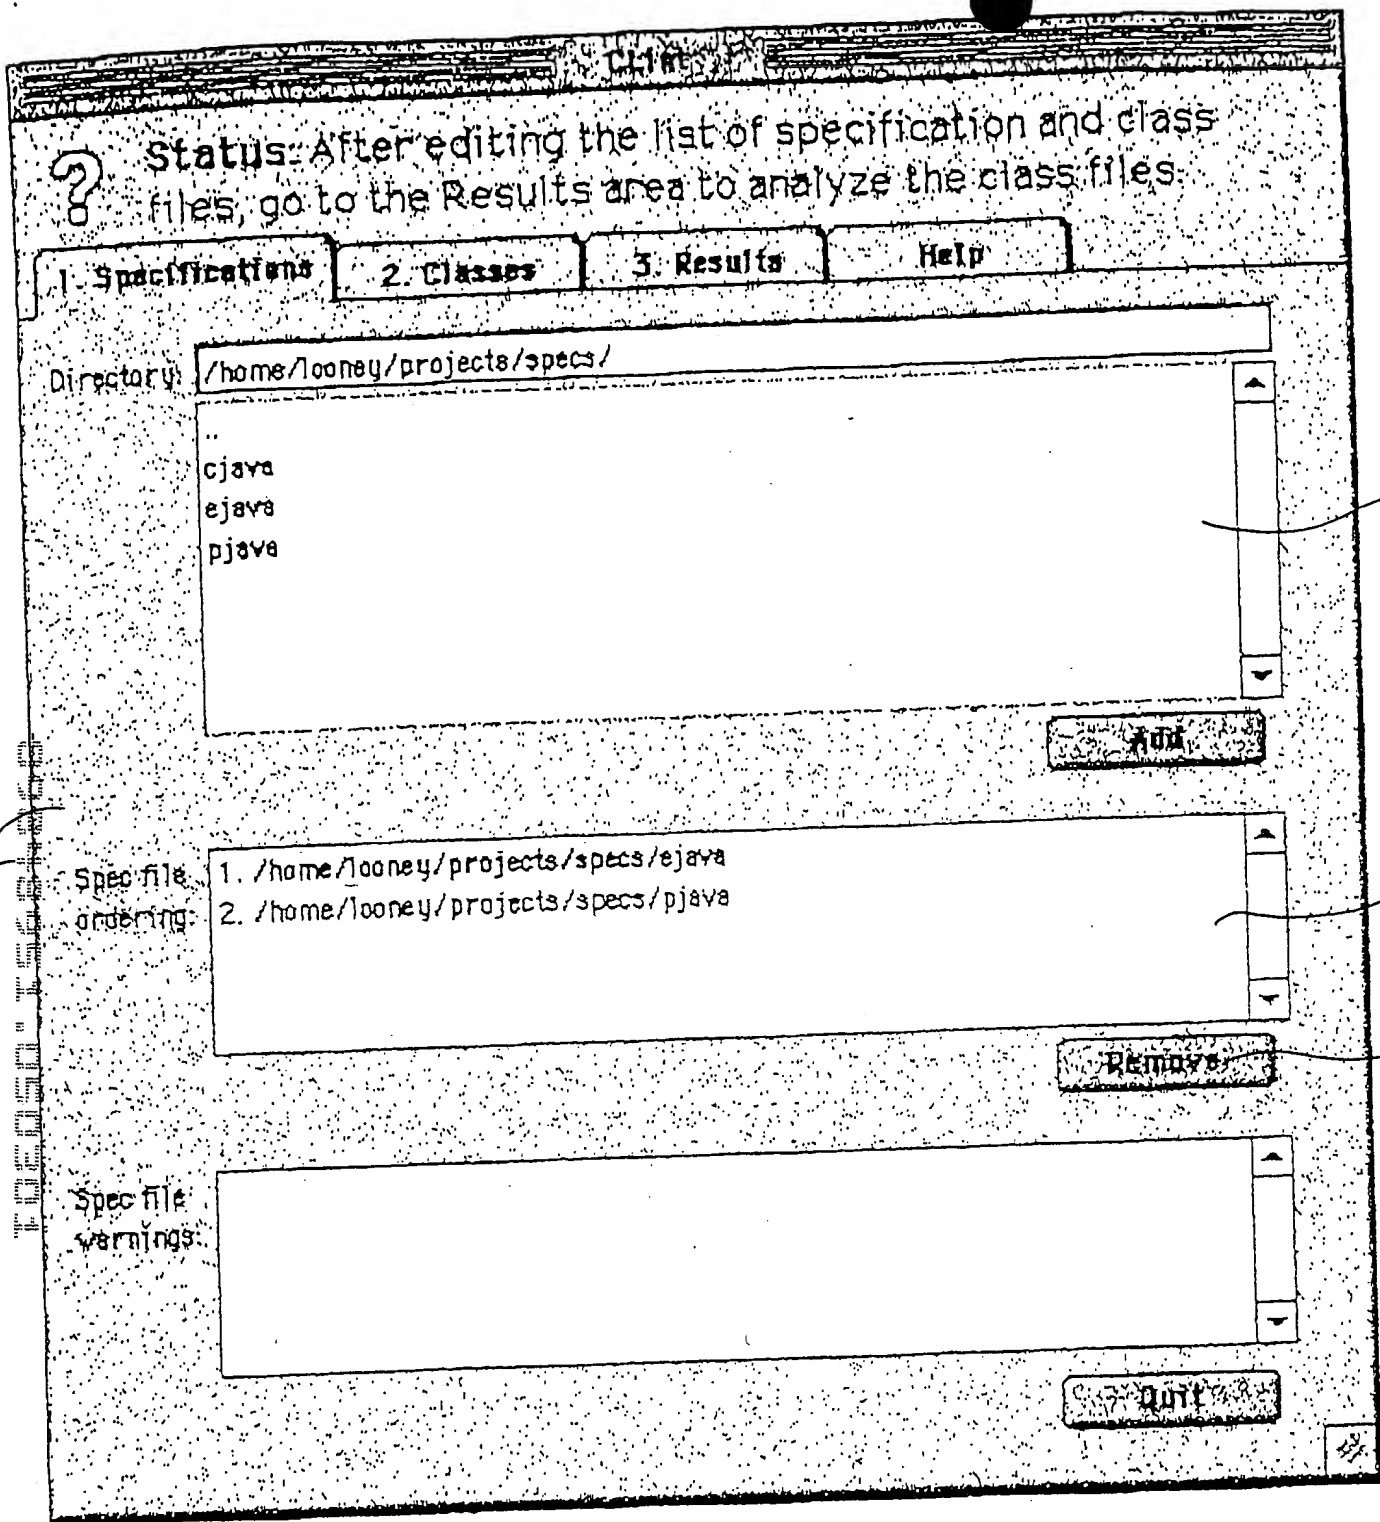 Status: After editing the list of specification and class
files, go to the Results area to analyze the class files.
1. Specifications 2. Classes 3. Results Help
Directory: /home/looney/projects/specs/
..
cjava
ejava
pjava
Add
Spec file 1. /home/looney/projects/specs/ejava
ordering: 2. /home/looney/projects/specs/pjava
Remove
Spec file
warnings:
Quit